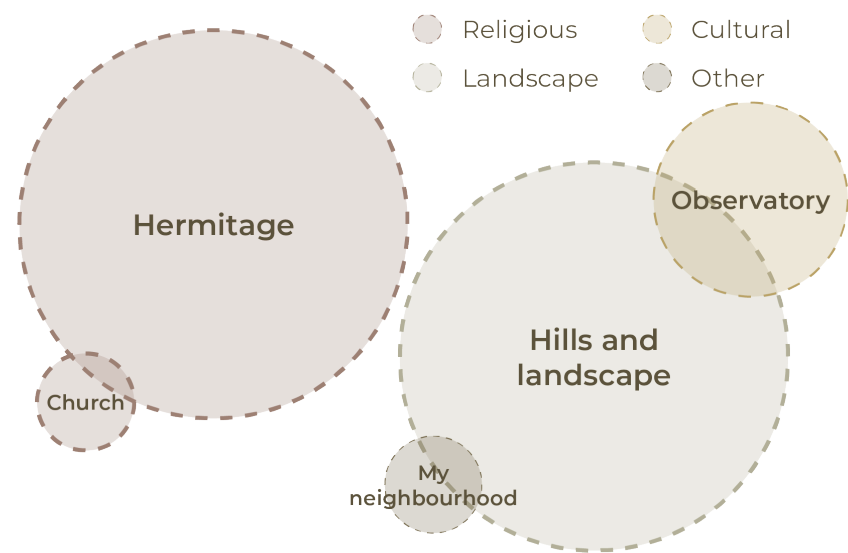 Religious
Cultural
Landscape
Other
Observatory
Hermitage
Hills and
landscape
Church
My
neighbourhood